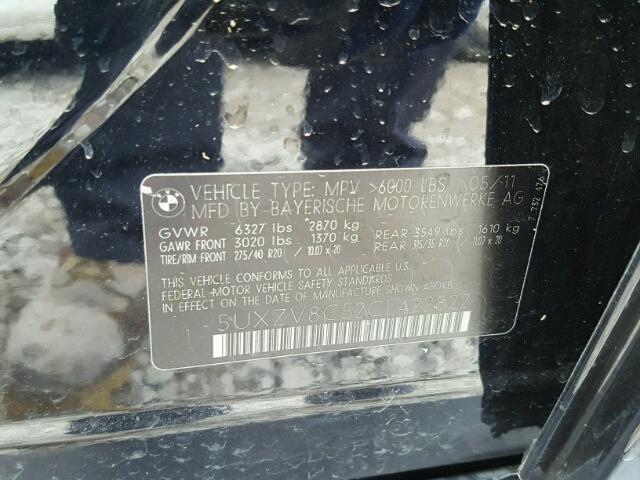 VEHICLE TYPE: MPV >6000 LBS 05/11
MFD BY-BAYERISCHE MOTORENWERKE AG
GVWR 6327 lbs 2870 kg
GAWR FRONT 3020 lbs 1370 kg REAR 3549 lbs 1610 kg
TIRE/RIM-FRONT 275/40 R20 / 10.0J x 20 REAR 315/35 R20 / 11.0J x 20
THIS VEHICLE CONFORMS TO ALL APPLICABLE U.S.
FEDERAL-MOTOR VEHICLE SAFETY STANDARDS
IN EFFECT ON THE DATE OF MANUFACTURE SHOWN ABOVE